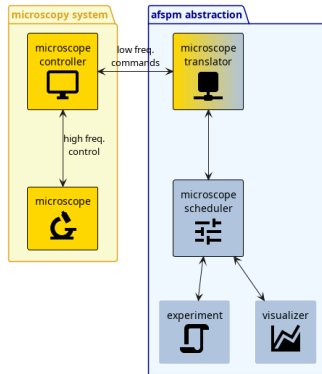 microscopy system
afspm abstraction
microscope
controller
low freq.
commands
microscope
translator
high freq.
control
microscope
microscope
scheduler
experiment
visualizer